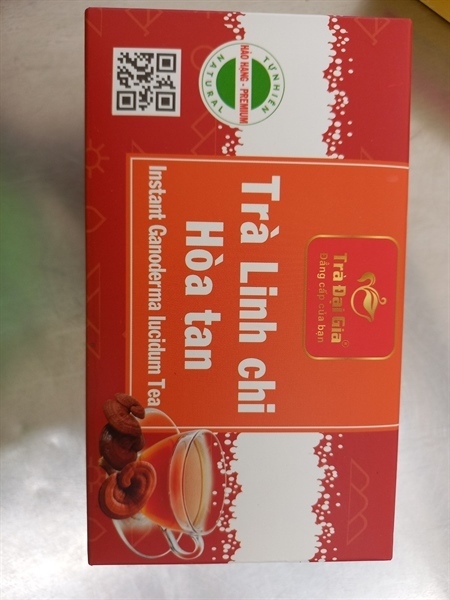 Trà Đại Gia®
Đẳng cấp của bạn
TỰ NHIÊN
HẢO HẠNG - PREMIUM
NATURAL
Trà Linh chi
Hòa tan
Instant Ganoderma lucidum Tea